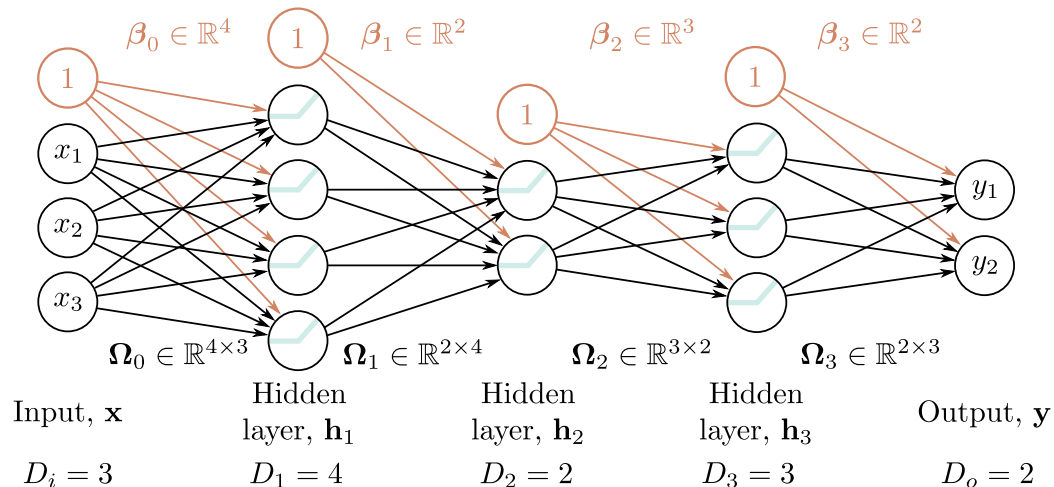 𝜷₀ ∈ ℝ⁴ 𝜷₁ ∈ ℝ² 𝜷₂ ∈ ℝ³ 𝜷₃ ∈ ℝ²
1 1 1 1
x₁
x₂
x₃
y₁
y₂
𝛀₀ ∈ ℝ⁴ˣ³ 𝛀₁ ∈ ℝ²ˣ⁴ 𝛀₂ ∈ ℝ³ˣ² 𝛀₃ ∈ ℝ²ˣ³
Input, 𝐱
Hidden
layer, 𝐡₁
Hidden
layer, 𝐡₂
Hidden
layer, 𝐡₃
Output, 𝐲
Dᵢ = 3 D₁ = 4 D₂ = 2 D₃ = 3 Dₒ = 2